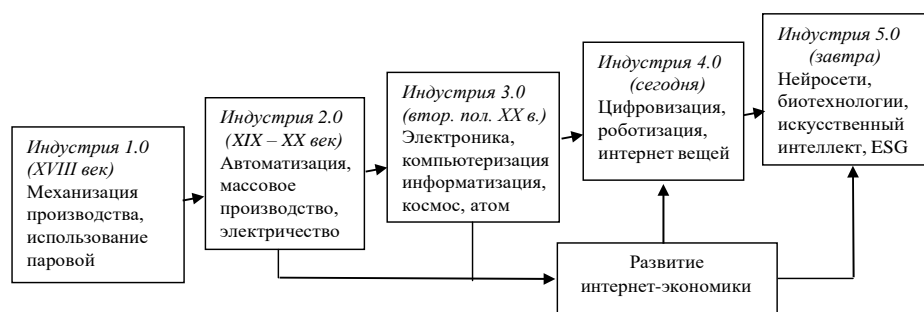 Индустрия 1.0
(XVIII век)
Механизация
производства,
использование
паровой
Индустрия 2.0
(XIX – XX век)
Автоматизация,
массовое
производство,
электричество
Индустрия 3.0
(втор. пол. XX в.)
Электроника,
компьютеризация
информатизация,
космос, атом
Индустрия 4.0
(сегодня)
Цифровизация,
роботизация,
интернет вещей
Индустрия 5.0
(завтра)
Нейросети,
биотехнологии,
искусственный
интеллект, ESG
Развитие
интернет-экономики